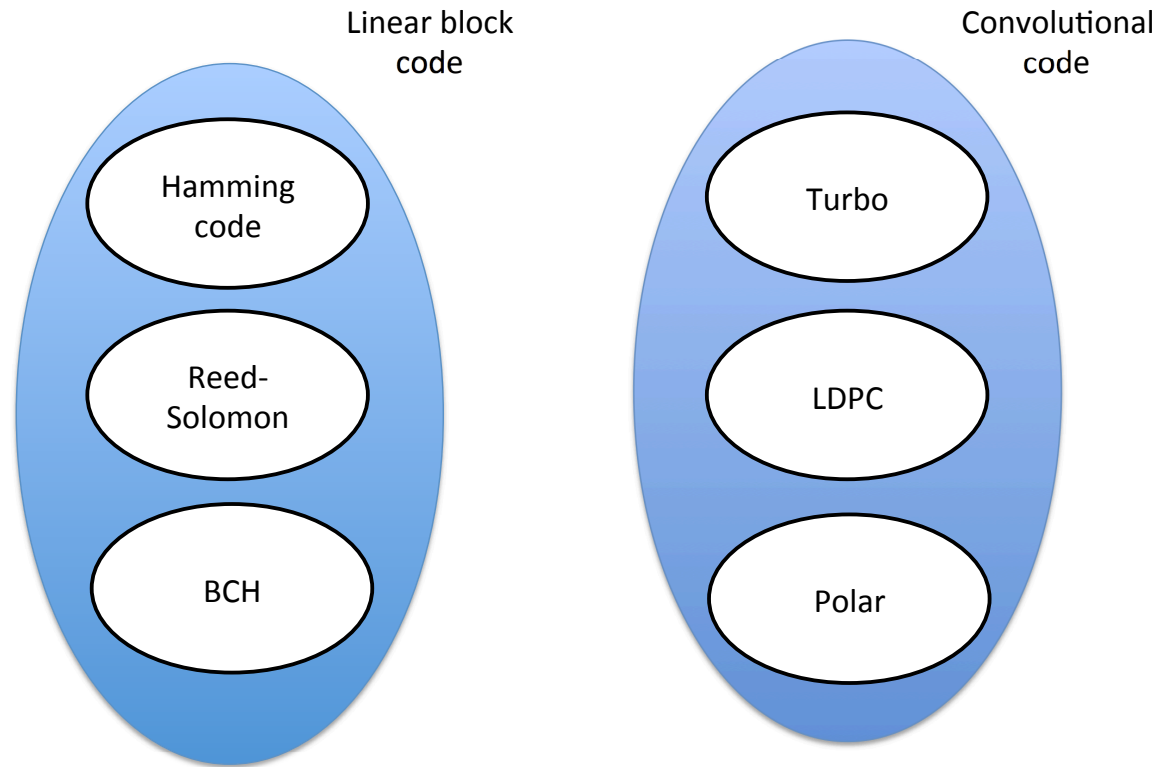 Linear block
code
Hamming
code
Reed-
Solomon
BCH
Convolutional
code
Turbo
LDPC
Polar